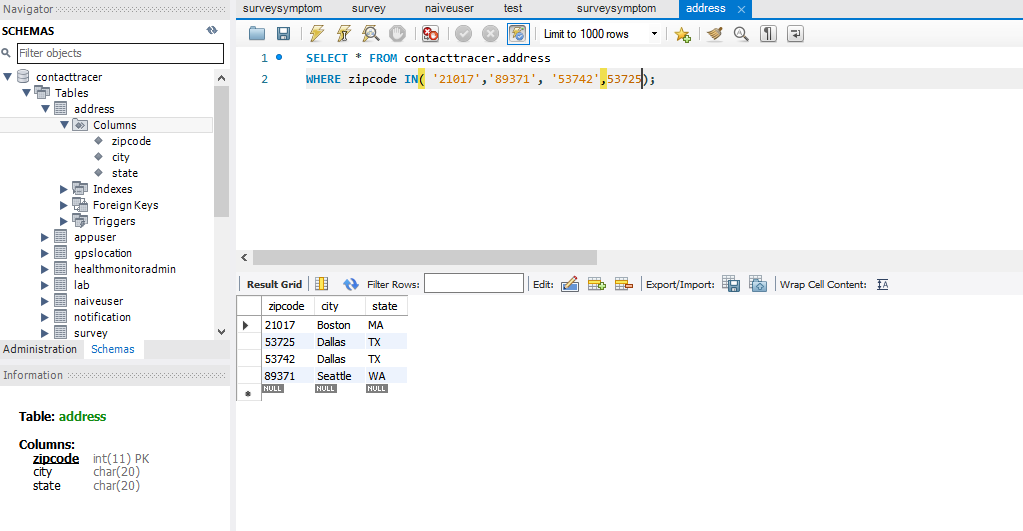 Navigator
SCHEMAS
Filter objects
contacttracer
Tables
address
Columns
zipcode
city
state
Indexes
Foreign Keys
Triggers
appuser
gpslocation
healthmonitoradmin
lab
naiveuser
notification
survey
Administration Schemas
Information
Table: address
Columns:
zipcode int(11) PK
city char(20)
state char(20)
surveysymptom survey naiveuser test surveysymptom address
Limit to 1000 rows
1 SELECT * FROM contacttracer.address
2 WHERE zipcode IN( '21017','89371', '53742',53725);
Result Grid Filter Rows: Edit: Export/Import: Wrap Cell Content: IA
zipcode city state
21017 Boston MA
53725 Dallas TX
53742 Dallas TX
89371 Seattle WA
NULL NULL NULL